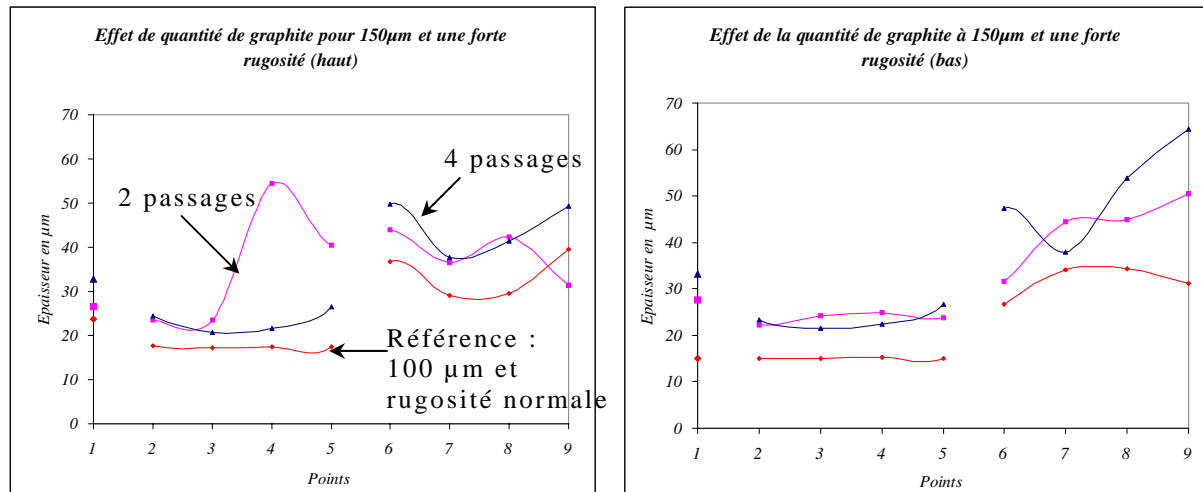 Effet de quantité de graphite pour 150µm et une forte
rugosité (haut)
70
60
50
40
30
20
10
0
Epaisseur en µm
2 passages
4 passages
Référence :
100 µm et
rugosité normale
1 2 3 4 5 6 7 8 9
Points
Effet de la quantité de graphite à 150µm et une forte
rugosité (bas)
70
60
50
40
30
20
10
0
Epaisseur en µm
1 2 3 4 5 6 7 8 9
Points